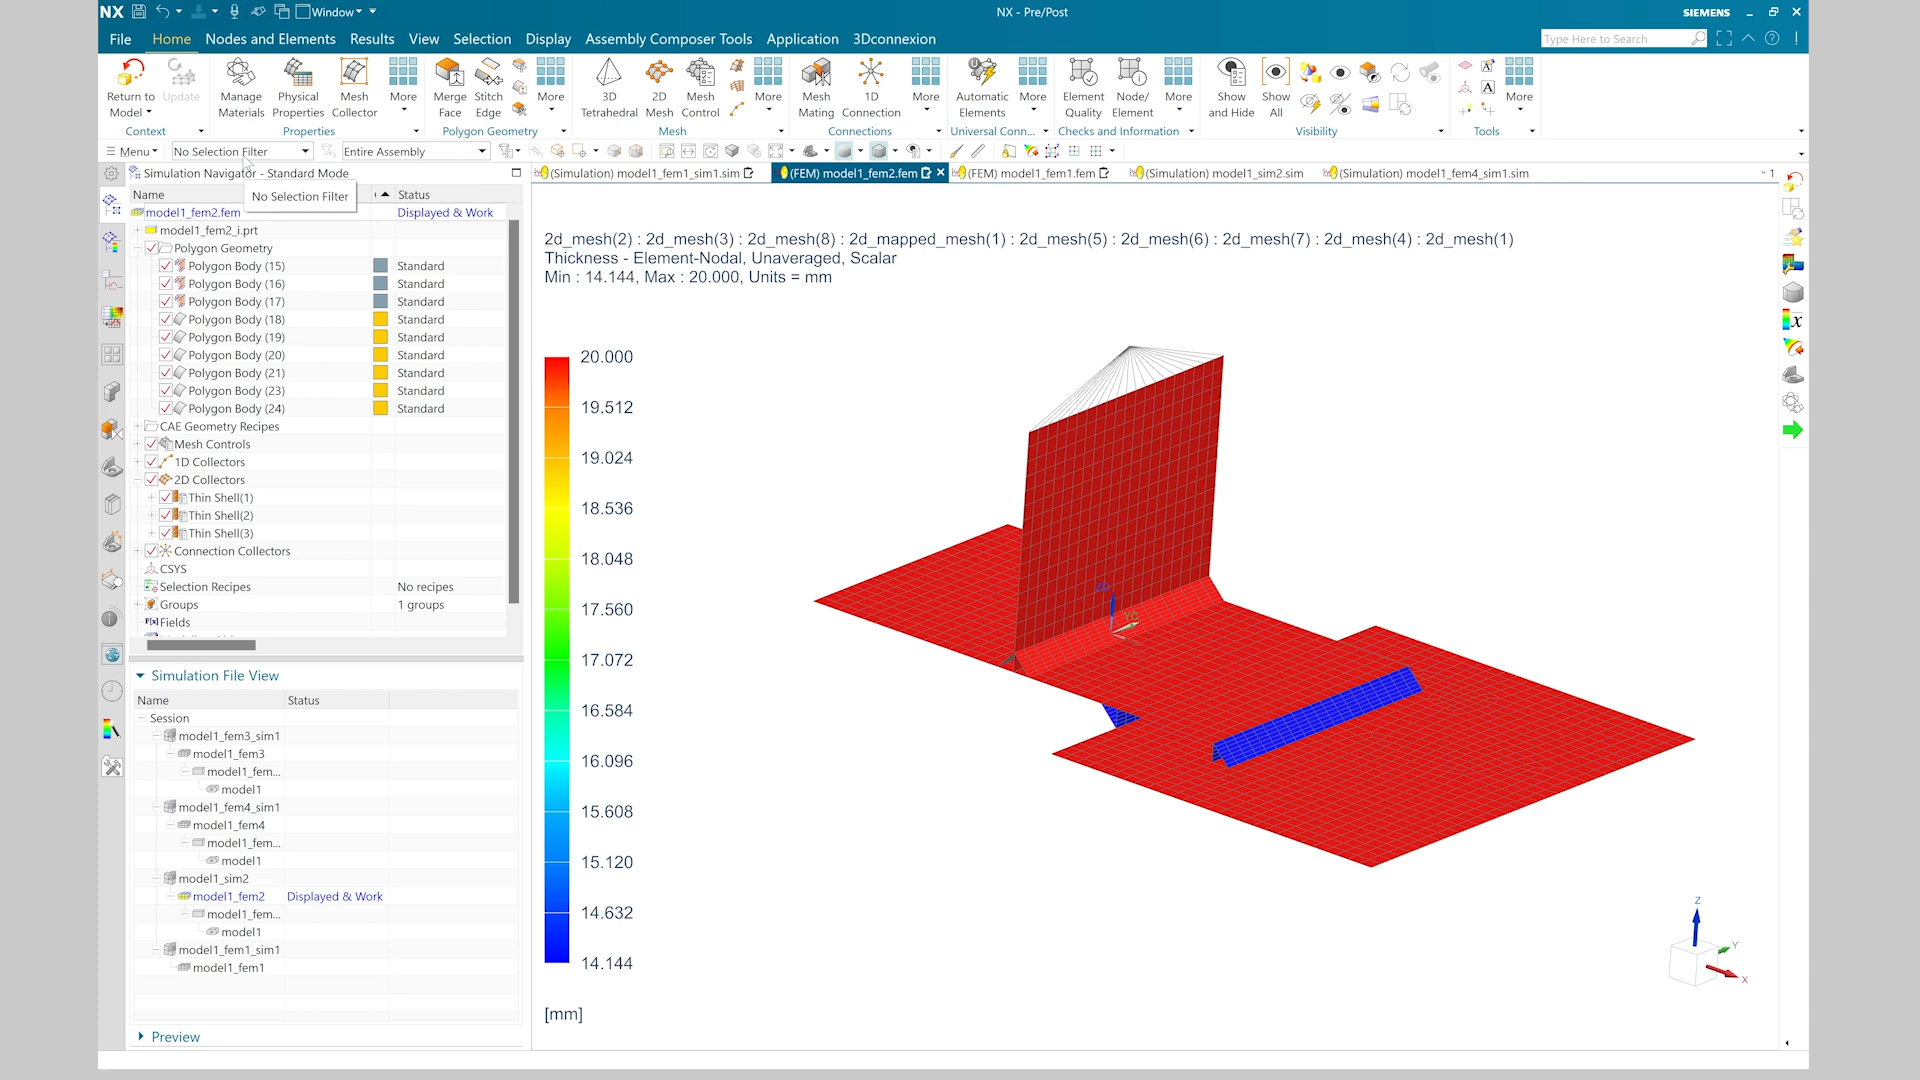 NX Window NX - Pre/Post SIEMENS
File Home Nodes and Elements Results View Selection Display Assembly Composer Tools Application 3Dconnexion Type Here to Search
Return to Model Update Manage Materials Physical Properties Mesh Collector More Merge Face Stitch Edge More 3D Tetrahedral 2D Mesh Mesh Control More Mesh Mating 1D Connection More Automatic Elements More Element Quality Node/ Element More Show and Hide Show All More
Context Properties Polygon Geometry Mesh Connections Universal Conn... Checks and Information Visibility Tools
Menu No Selection Filter Entire Assembly
Simulation Navigator - Standard Mode
No Selection Filter
(Simulation) model1_fem1_sim1.sim (FEM) model1_fem2.fem (FEM) model1_fem1.fem (Simulation) model1_sim2.sim (Simulation) model1_fem4_sim1.sim 1
Name Status
model1_fem2.fem Displayed & Work
model1_fem2_i.prt
Polygon Geometry
Polygon Body (15) Standard
Polygon Body (16) Standard
Polygon Body (17) Standard
Polygon Body (18) Standard
Polygon Body (19) Standard
Polygon Body (20) Standard
Polygon Body (21) Standard
Polygon Body (23) Standard
Polygon Body (24) Standard
CAE Geometry Recipes
Mesh Controls
1D Collectors
2D Collectors
Thin Shell(1)
Thin Shell(2)
Thin Shell(3)
Connection Collectors
CSYS
Selection Recipes No recipes
Groups 1 groups
Fields
Simulation File View
Name Status
Session
model1_fem3_sim1
model1_fem3
model1_fem...
model1
model1_fem4_sim1
model1_fem4
model1_fem...
model1
model1_sim2
model1_fem2 Displayed & Work
model1_fem...
model1
model1_fem1_sim1
model1_fem1
Preview
2d_mesh(2) : 2d_mesh(3) : 2d_mesh(8) : 2d_mapped_mesh(1) : 2d_mesh(5) : 2d_mesh(6) : 2d_mesh(7) : 2d_mesh(4) : 2d_mesh(1)
Thickness - Element-Nodal, Unaveraged, Scalar
Min : 14.144, Max : 20.000, Units = mm
20.000
19.512
19.024
18.536
18.048
17.560
17.072
16.584
16.096
15.608
15.120
14.632
14.144
[mm]
YC
Z
Y
X